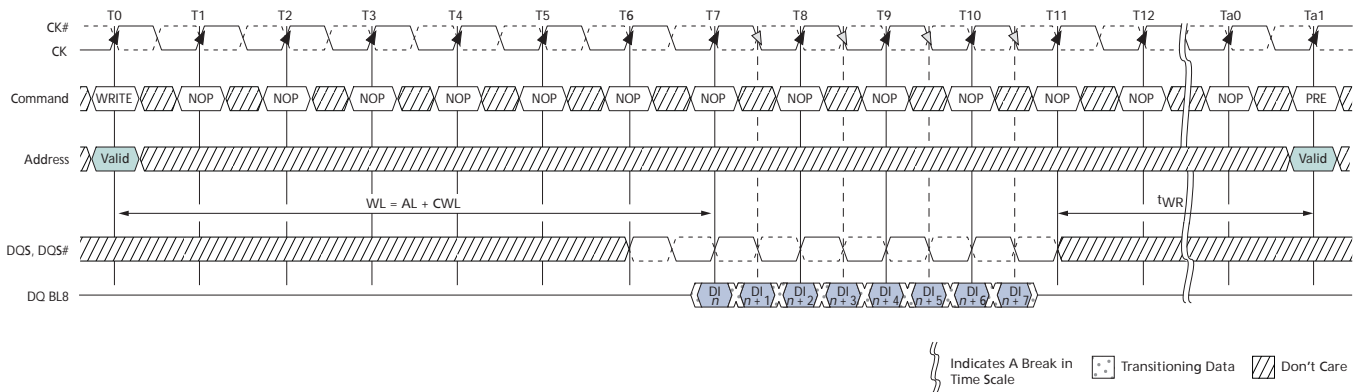 T0 T1 T2 T3 T4 T5 T6 T7 T8 T9 T10 T11 T12 Ta0 Ta1
CK#
CK
Command WRITE NOP NOP NOP NOP NOP NOP NOP NOP NOP NOP NOP NOP NOP PRE
Address Valid Valid
WL = AL + CWL tWR
DQS, DQS#
DQ BL8 DI n DI n + 1 DI n + 2 DI n + 3 DI n + 4 DI n + 5 DI n + 6 DI n + 7
Indicates A Break in
Time Scale
Transitioning Data
Don't Care